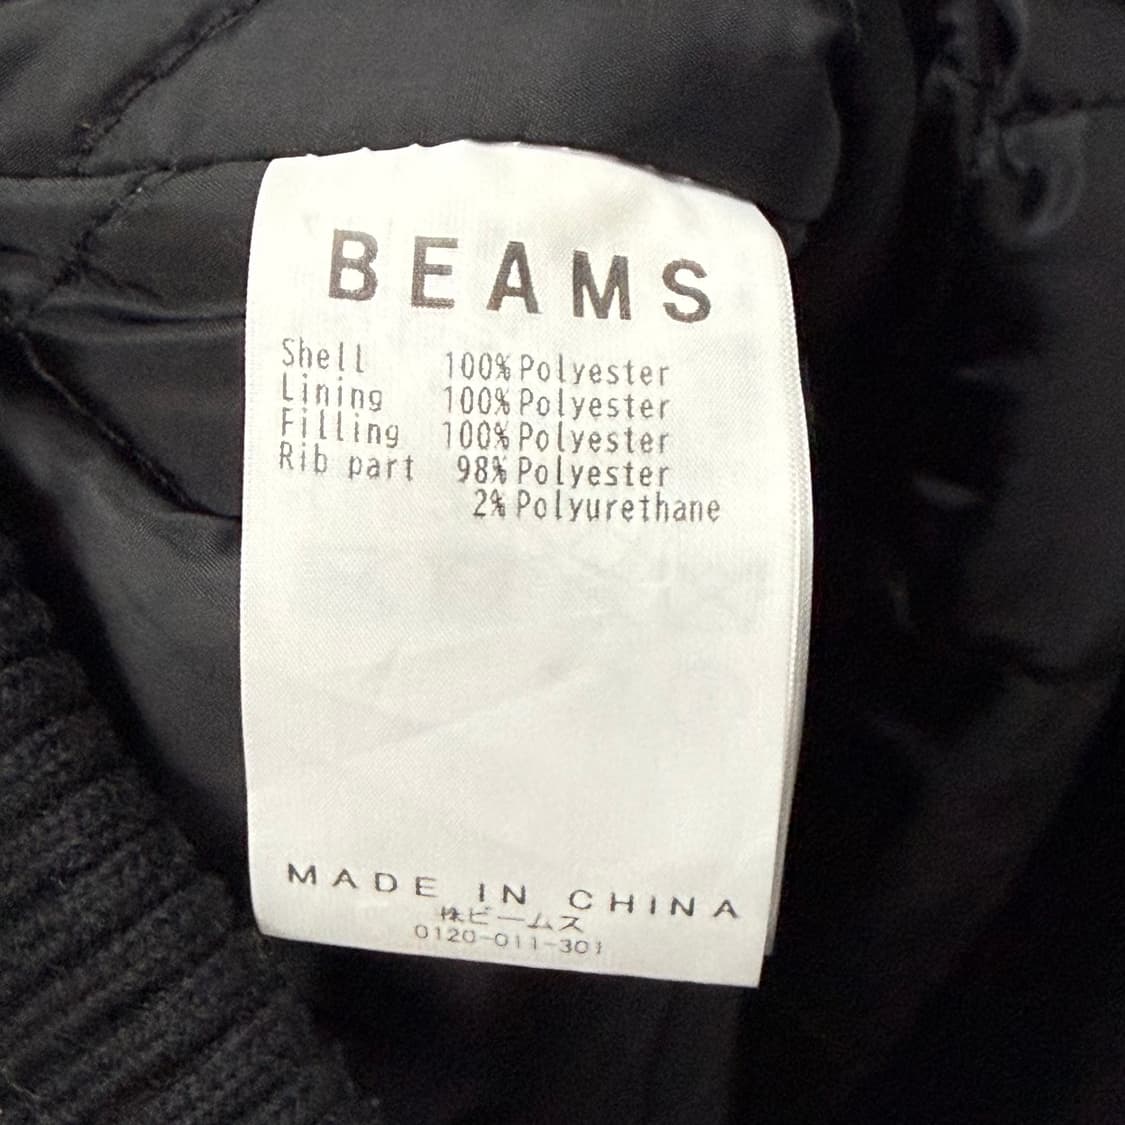 BEAMS
Shell 100% Polyester
Lining 100% Polyester
Filling 100% Polyester
Rib part 98% Polyester
2% Polyurethane
MADE IN CHINA
株ビームス
0120-011-301